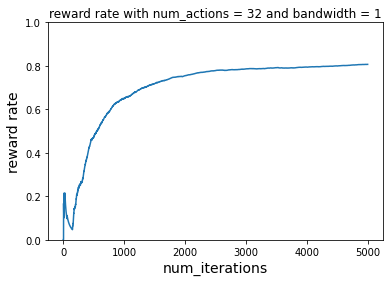 reward rate with num_actions = 32 and bandwidth = 1
1.0
0.8
0.6
0.4
0.2
0.0
reward rate
0 1000 2000 3000 4000 5000
num_iterations